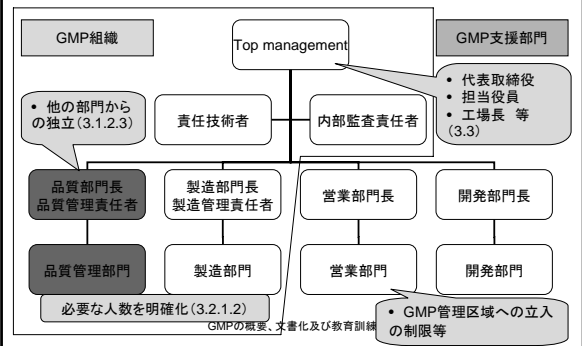 GMP組織
GMP支援部門
Top management
• 代表取締役
• 担当役員
• 工場長 等
(3.3)
• 他の部門から
の独立(3.1.2.3)
責任技術者
内部監査責任者
品質部門長
品質管理責任者
製造部門長
製造管理責任者
営業部門長
開発部門長
品質管理部門
製造部門
営業部門
開発部門
必要な人数を明確化(3.2.1.2)
• GMP管理区域への立入
の制限等
GMPの概要、文書化及び教育訓練